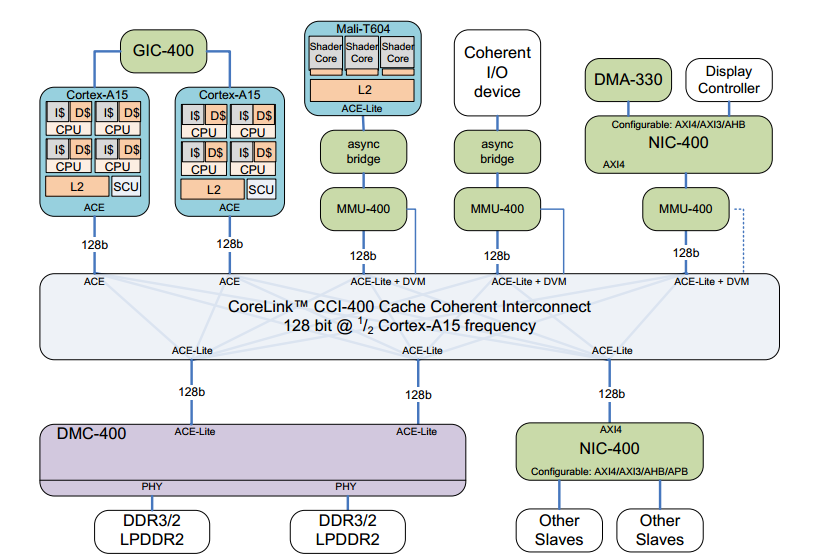 GIC-400
Cortex-A15
I$ D$ I$ D$
CPU CPU
I$ D$ I$ D$
CPU CPU
L2 SCU
ACE
Cortex-A15
I$ D$ I$ D$
CPU CPU
I$ D$ I$ D$
CPU CPU
L2 SCU
ACE
Mali-T604
Shader Shader Shader
Core Core Core
L2
ACE-Lite
async
bridge
MMU-400
Coherent
I/O
device
async
bridge
MMU-400
DMA-330
Display
Controller
Configurable: AXI4/AXI3/AHB
NIC-400
AXI4
MMU-400
128b 128b 128b 128b 128b
ACE ACE ACE-Lite + DVM ACE-Lite + DVM ACE-Lite + DVM
CoreLink™ CCI-400 Cache Coherent Interconnect
128 bit @ 1/2 Cortex-A15 frequency
ACE-Lite ACE-Lite ACE-Lite
128b 128b 128b
DMC-400 ACE-Lite ACE-Lite
PHY PHY
DDR3/2
LPDDR2
DDR3/2
LPDDR2
AXI4
NIC-400
Configurable: AXI4/AXI3/AHB/APB
Other
Slaves
Other
Slaves